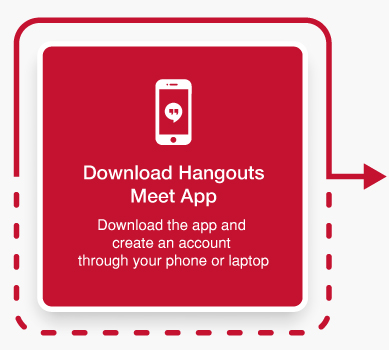 Download Hangouts
Meet App
Download the app and
create an account
through your phone or laptop